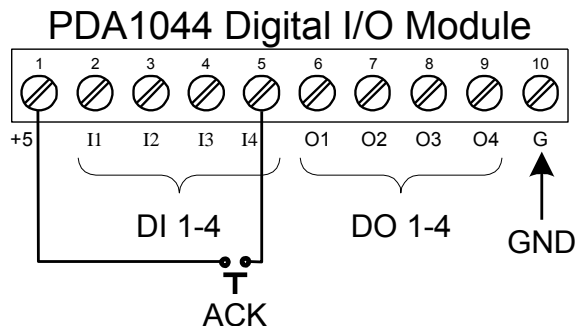 PDA1044 Digital I/O Module
1 2 3 4 5 6 7 8 9 10
+5 I1 I2 I3 I4 O1 O2 O3 O4 G
DI 1-4 DO 1-4 GND
ACK